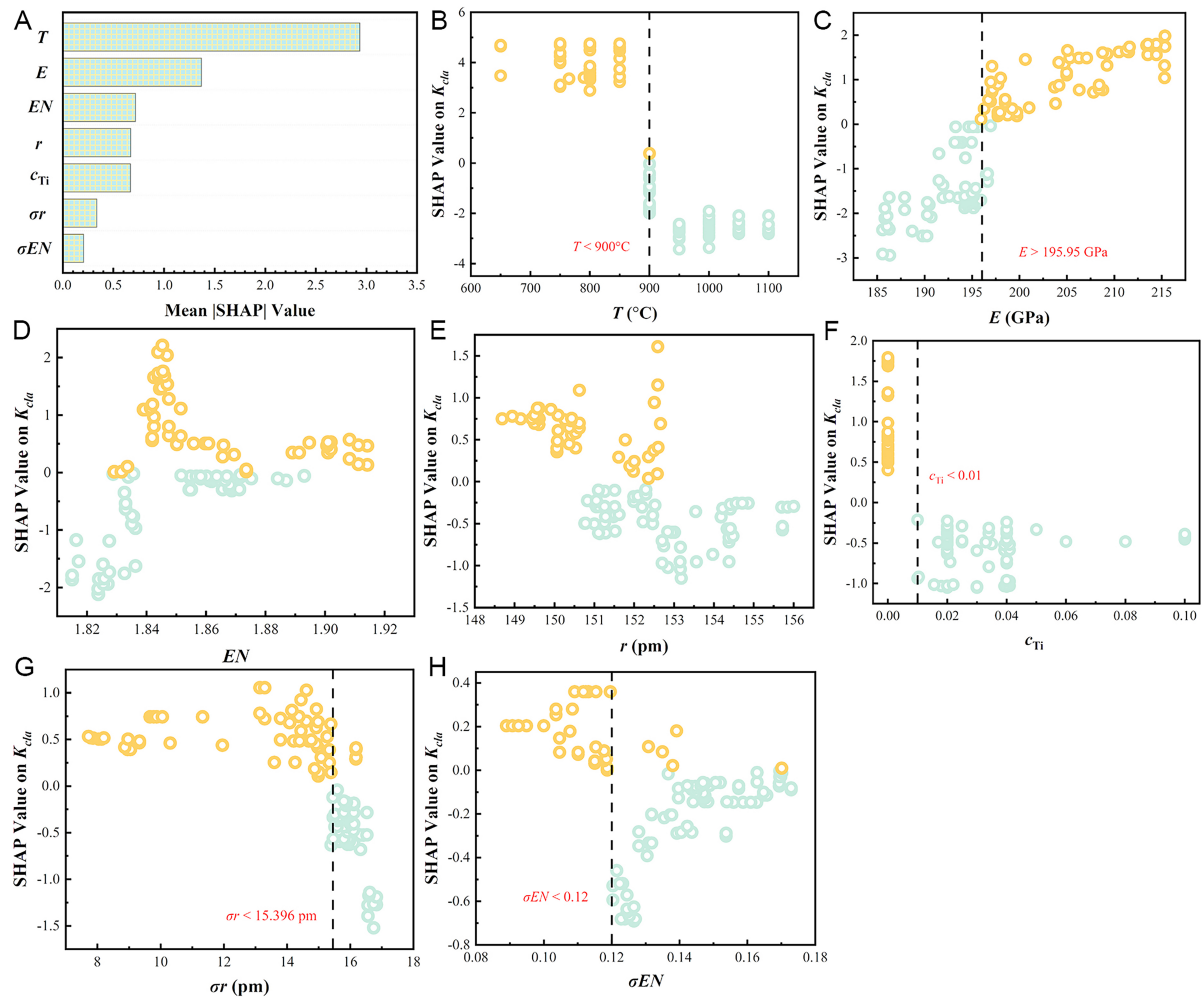 A
T
E
EN
r
cTi
σr
σEN
0.0 0.5 1.0 1.5 2.0 2.5 3.0 3.5
Mean |SHAP| Value
B
SHAP Value on Kcla
6
4
2
0
-2
-4
T < 900°C
600 700 800 900 1000 1100
T (°C)
C
SHAP Value on Kcla
2
1
0
-1
-2
-3
E > 195.95 GPa
185 190 195 200 205 210 215
E (GPa)
D
SHAP Value on Kcla
2
1
0
-1
-2
1.82 1.84 1.86 1.88 1.90 1.92
EN
E
SHAP Value on Kcla
1.5
1.0
0.5
0.0
-0.5
-1.0
-1.5
148 149 150 151 152 153 154 155 156
r (pm)
F
SHAP Value on Kcla
2.0
1.5
1.0
0.5
0.0
-0.5
-1.0
cTi < 0.01
0.00 0.02 0.04 0.06 0.08 0.10
cTi
G
SHAP Value on Kcla
1.0
0.5
0.0
-0.5
-1.0
-1.5
σr < 15.396 pm
8 10 12 14 16 18
σr (pm)
H
SHAP Value on Kcla
0.4
0.2
0.0
-0.2
-0.4
-0.6
-0.8
σEN < 0.12
0.08 0.10 0.12 0.14 0.16 0.18
σEN